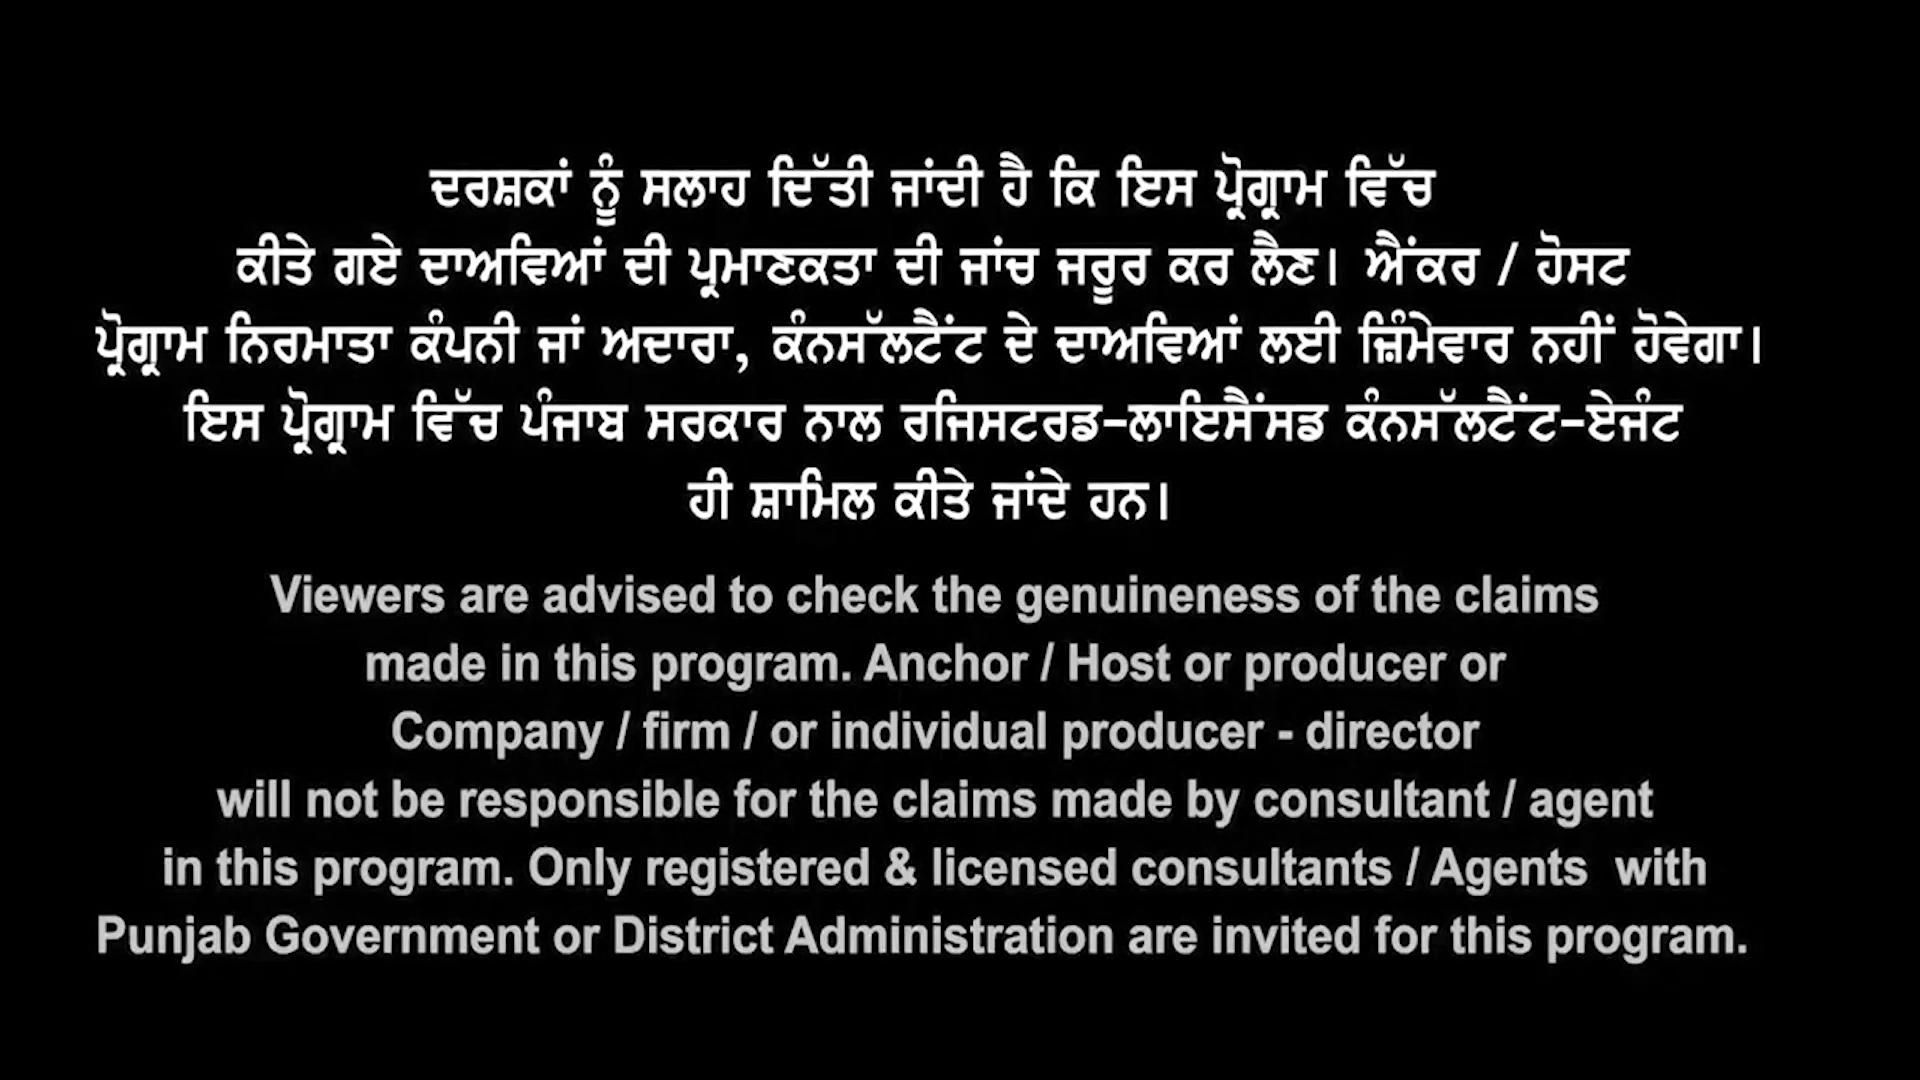 ਦਰਸ਼ਕਾਂ ਨੂੰ ਸਲਾਹ ਦਿੱਤੀ ਜਾਂਦੀ ਹੈ ਕਿ ਇਸ ਪ੍ਰੋਗ੍ਰਾਮ ਵਿੱਚ
ਕੀਤੇ ਗਏ ਦਾਅਵਿਆਂ ਦੀ ਪ੍ਰਮਾਣਕਤਾ ਦੀ ਜਾਂਚ ਜਰੂਰ ਕਰ ਲੈਣ। ਐਂਕਰ / ਹੋਸਟ
ਪ੍ਰੋਗ੍ਰਾਮ ਨਿਰਮਾਤਾ ਕੰਪਨੀ ਜਾਂ ਅਦਾਰਾ, ਕੰਨਸੱਲਟੈਂਟ ਦੇ ਦਾਅਵਿਆਂ ਲਈ ਜ਼ਿੰਮੇਵਾਰ ਨਹੀਂ ਹੋਵੇਗਾ।
ਇਸ ਪ੍ਰੋਗ੍ਰਾਮ ਵਿੱਚ ਪੰਜਾਬ ਸਰਕਾਰ ਨਾਲ ਰਜਿਸਟਰਡ-ਲਾਇਸੈਂਸਡ ਕੰਨਸੱਲਟੈਂਟ-ਏਜੰਟ
ਹੀ ਸ਼ਾਮਿਲ ਕੀਤੇ ਜਾਂਦੇ ਹਨ।
Viewers are advised to check the genuineness of the claims
made in this program. Anchor / Host or producer or
Company / firm / or individual producer - director
will not be responsible for the claims made by consultant / agent
in this program. Only registered & licensed consultants / Agents with
Punjab Government or District Administration are invited for this program.